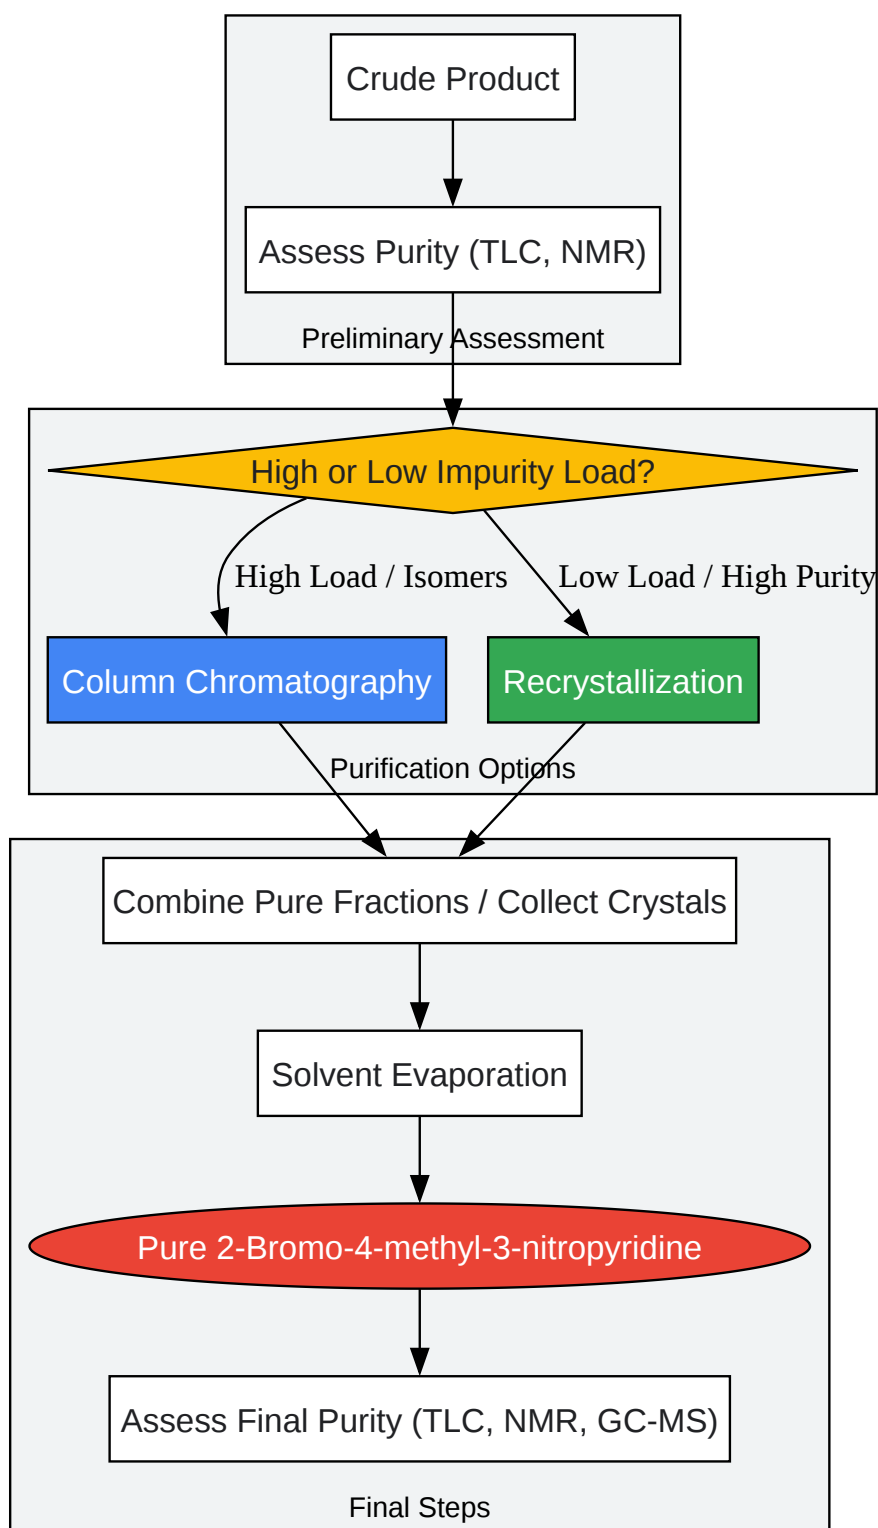 Crude Product
Assess Purity (TLC, NMR)
Preliminary Assessment
High or Low Impurity Load?
High Load / Isomers
Low Load / High Purity
Column Chromatography
Recrystallization
Purification Options
Combine Pure Fractions / Collect Crystals
Solvent Evaporation
Pure 2-Bromo-4-methyl-3-nitropyridine
Assess Final Purity (TLC, NMR, GC-MS)
Final Steps